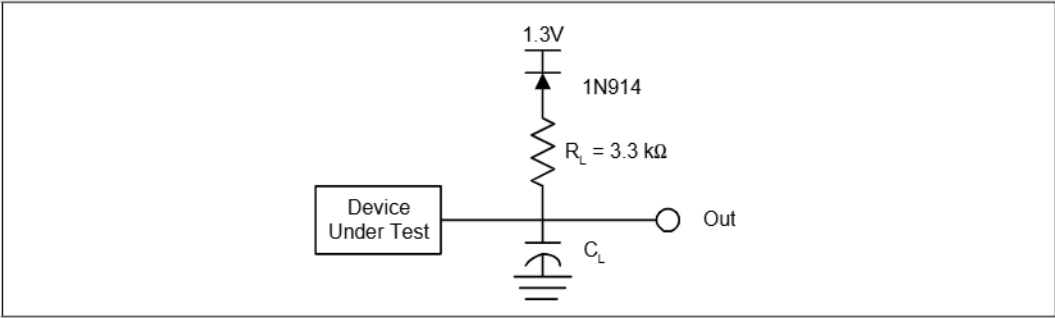 1.3V
1N914
R_L = 3.3 kΩ
Device
Under Test
Out
C_L